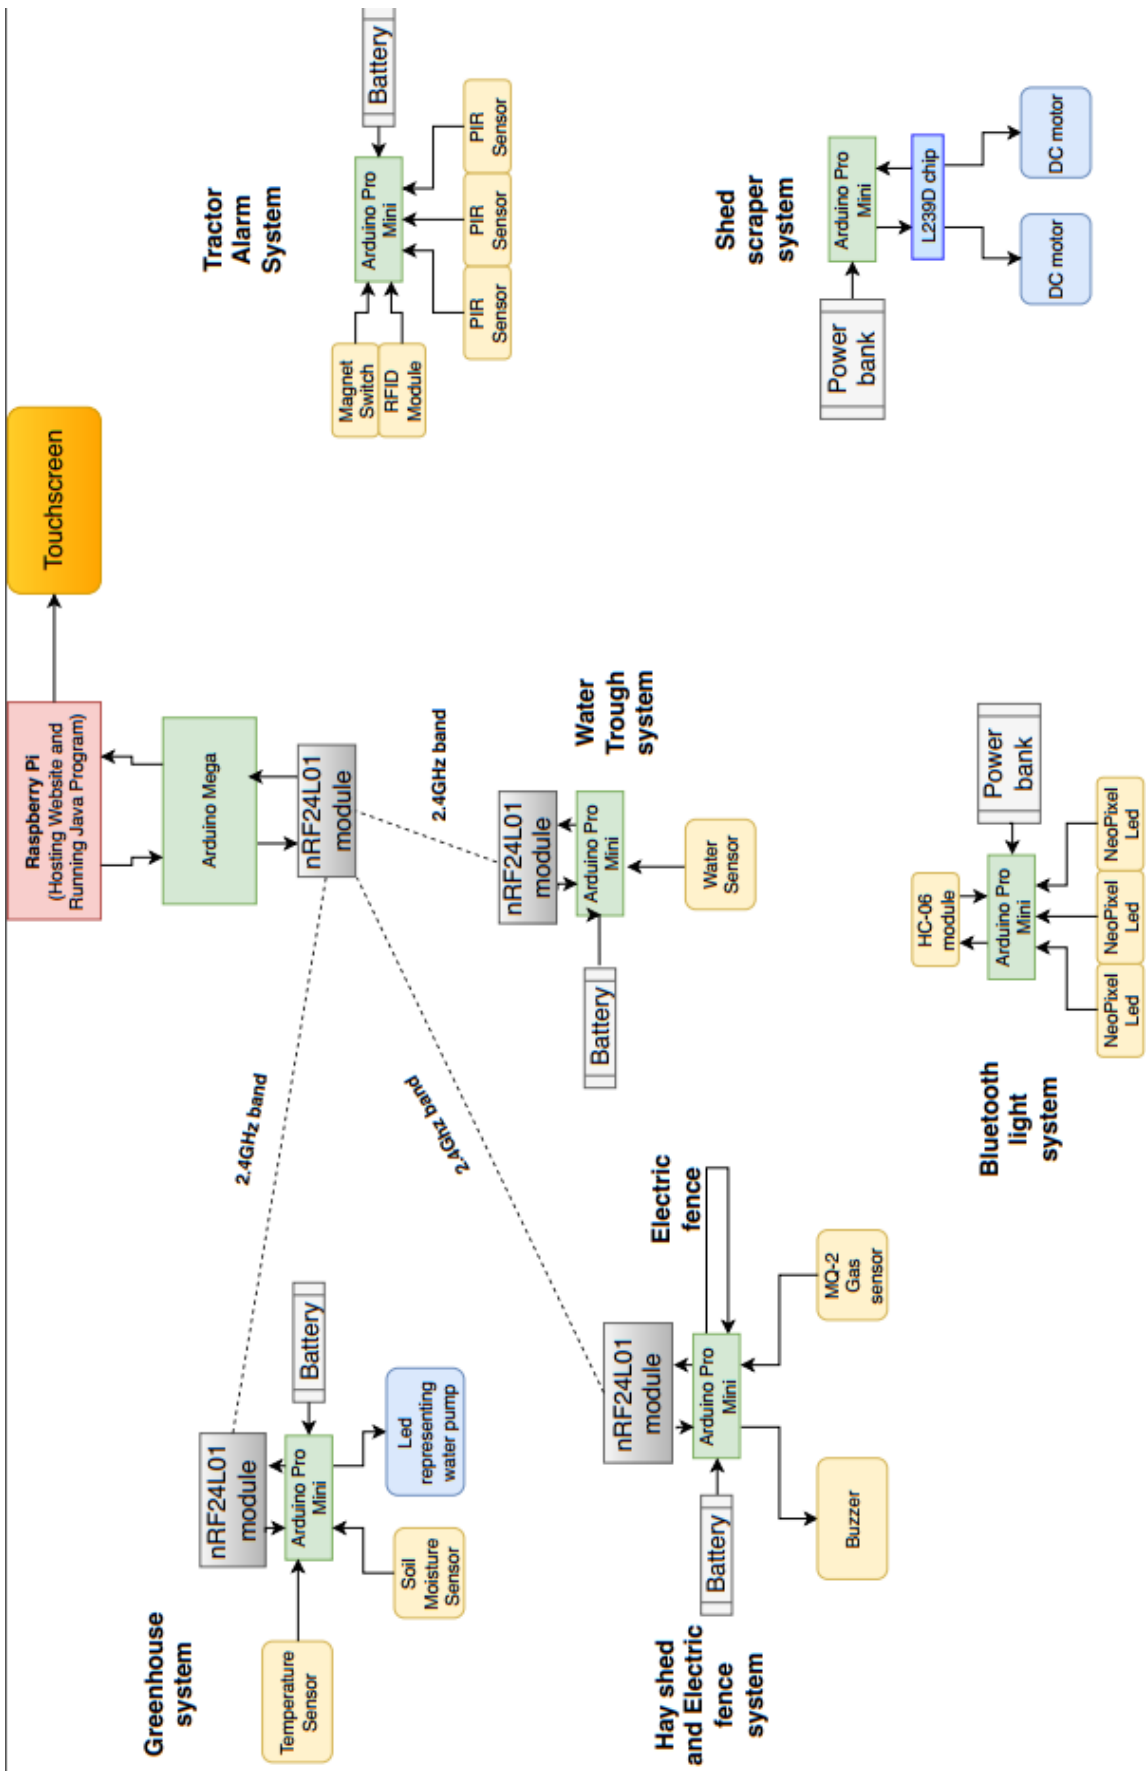 Raspberry Pi
(Hosting Website and
Running Java Program)
Touchscreen
Arduino Mega
nRF24L01
module
2.4GHz band
2.4Ghz band
2.4GHz band
Greenhouse
system
Temperature
Sensor
nRF24L01
module
Arduino Pro
Mini
Battery
Soil
Moisture
Sensor
Led
representing
water pump
Hay shed
and Electric
fence
system
nRF24L01
module
Arduino Pro
Mini
Battery
Electric
fence
Buzzer
MQ-2
Gas
sensor
Water
Trough
system
nRF24L01
module
Arduino Pro
Mini
Battery
Water
Sensor
Tractor
Alarm
System
Magnet
Switch
RFID
Module
Arduino Pro
Mini
Battery
PIR
Sensor
PIR
Sensor
PIR
Sensor
Bluetooth
light
system
HC-06
module
Arduino Pro
Mini
Power
bank
NeoPixel
Led
NeoPixel
Led
NeoPixel
Led
Shed
scraper
system
Power
bank
Arduino Pro
Mini
L239D chip
DC motor
DC motor